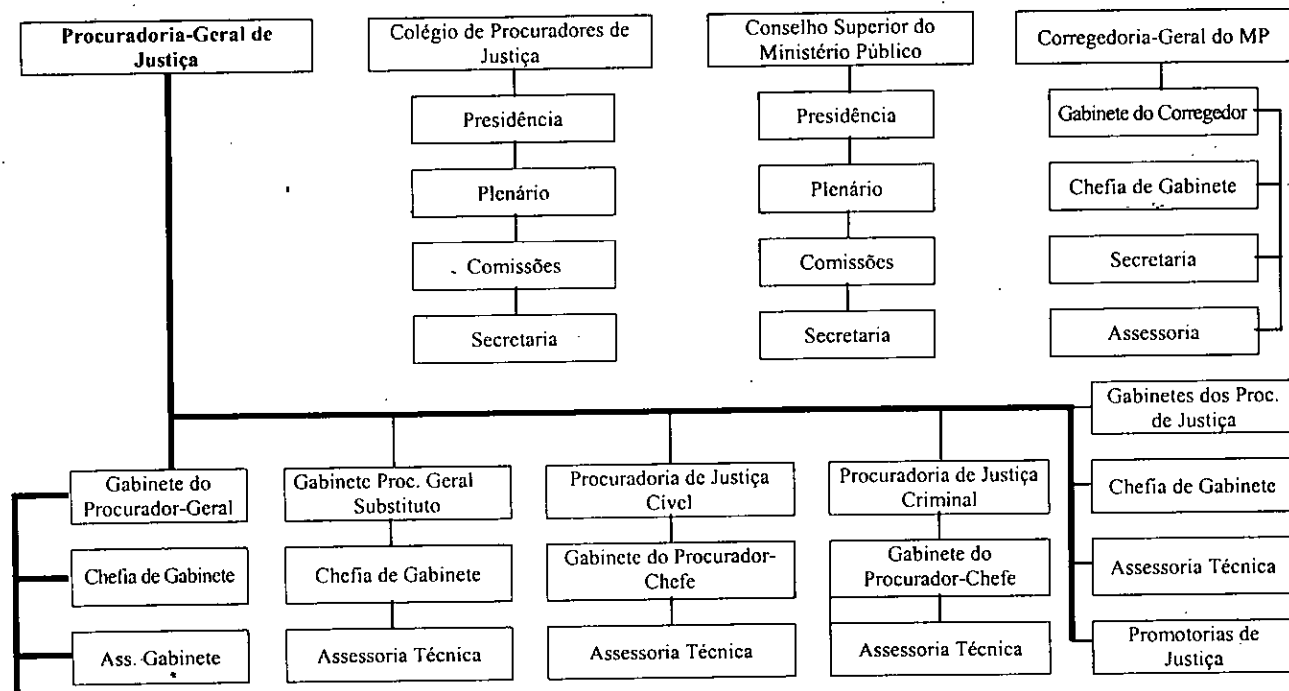 Procuradoria-Geral de
Justiça
Colégio de Procuradores de
Justiça
Conselho Superior do
Ministério Público
Corregedoria-Geral do MP
Presidência
Presidência
Gabinete do Corregedor
Plenário
Plenário
Chefia de Gabinete
Comissões
Comissões
Secretaria
Secretaria
Secretaria
Assessoria
Gabinetes dos Proc.
de Justiça
Gabinete do
Procurador-Geral
Gabinete Proc. Geral
Substituto
Procuradoria de Justiça
Cível
Procuradoria de Justiça
Criminal
Chefia de Gabinete
Chefia de Gabinete
Chefia de Gabinete
Gabinete do Procurador-
Chefe
Gabinete do
Procurador-Chefe
Assessoria Técnica
Ass. Gabinete
Assessoria Técnica
Assessoria Técnica
Assessoria Técnica
Promotorias de
Justiça